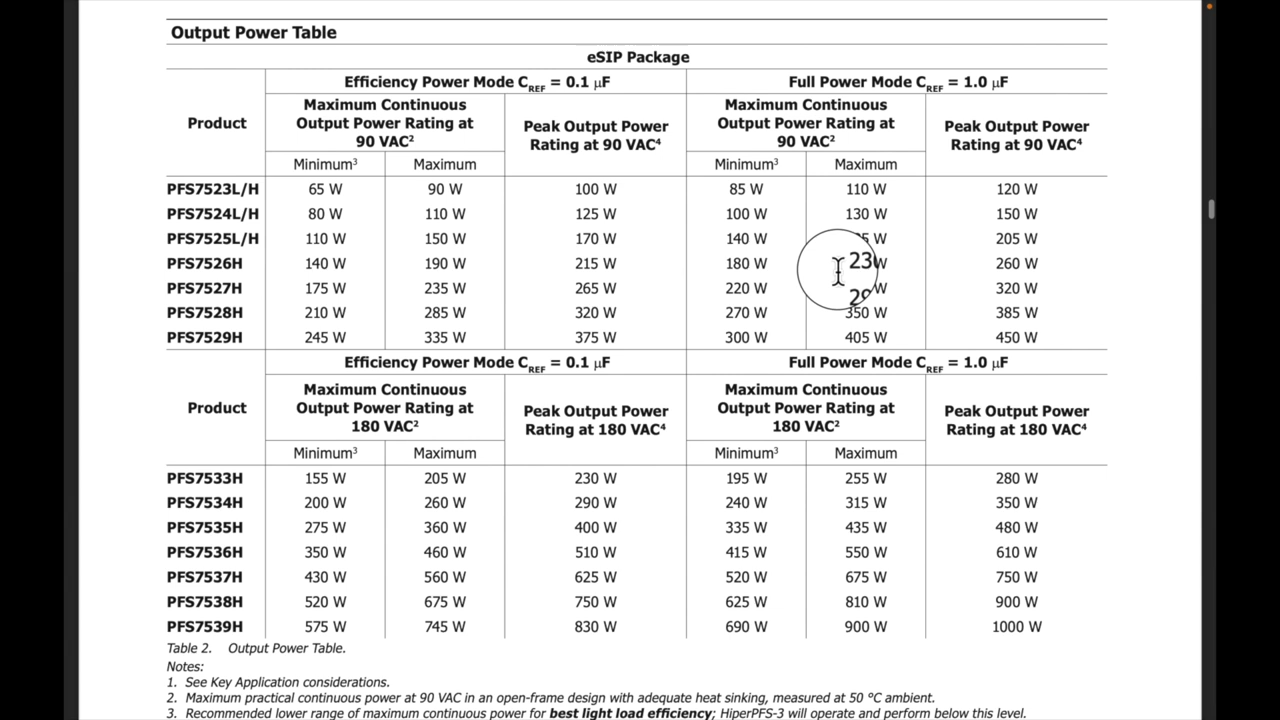 Output Power Table
eSIP Package
Product
Efficiency Power Mode CREF = 0.1 µF
Full Power Mode CREF = 1.0 µF
Maximum Continuous Output Power Rating at 90 VAC2
Peak Output Power Rating at 90 VAC4
Maximum Continuous Output Power Rating at 90 VAC2
Peak Output Power Rating at 90 VAC4
Minimum3 Maximum Minimum3 Maximum
PFS7523L/H 65 W 90 W 100 W 85 W 110 W 120 W
PFS7524L/H 80 W 110 W 125 W 100 W 130 W 150 W
PFS7525L/H 110 W 150 W 170 W 140 W 5 W 205 W
PFS7526H 140 W 190 W 215 W 180 W 23 W 260 W
PFS7527H 175 W 235 W 265 W 220 W W 320 W
PFS7528H 210 W 285 W 320 W 270 W 350 W 385 W
PFS7529H 245 W 335 W 375 W 300 W 405 W 450 W
Product
Efficiency Power Mode CREF = 0.1 µF
Full Power Mode CREF = 1.0 µF
Maximum Continuous Output Power Rating at 180 VAC2
Peak Output Power Rating at 180 VAC4
Maximum Continuous Output Power Rating at 180 VAC2
Peak Output Power Rating at 180 VAC4
Minimum3 Maximum Minimum3 Maximum
PFS7533H 155 W 205 W 230 W 195 W 255 W 280 W
PFS7534H 200 W 260 W 290 W 240 W 315 W 350 W
PFS7535H 275 W 360 W 400 W 335 W 435 W 480 W
PFS7536H 350 W 460 W 510 W 415 W 550 W 610 W
PFS7537H 430 W 560 W 625 W 520 W 675 W 750 W
PFS7538H 520 W 675 W 750 W 625 W 810 W 900 W
PFS7539H 575 W 745 W 830 W 690 W 900 W 1000 W
Table 2. Output Power Table.
Notes:
1. See Key Application considerations.
2. Maximum practical continuous power at 90 VAC in an open-frame design with adequate heat sinking, measured at 50 °C ambient.
3. Recommended lower range of maximum continuous power for best light load efficiency; HiperPFS-3 will operate and perform below this level.